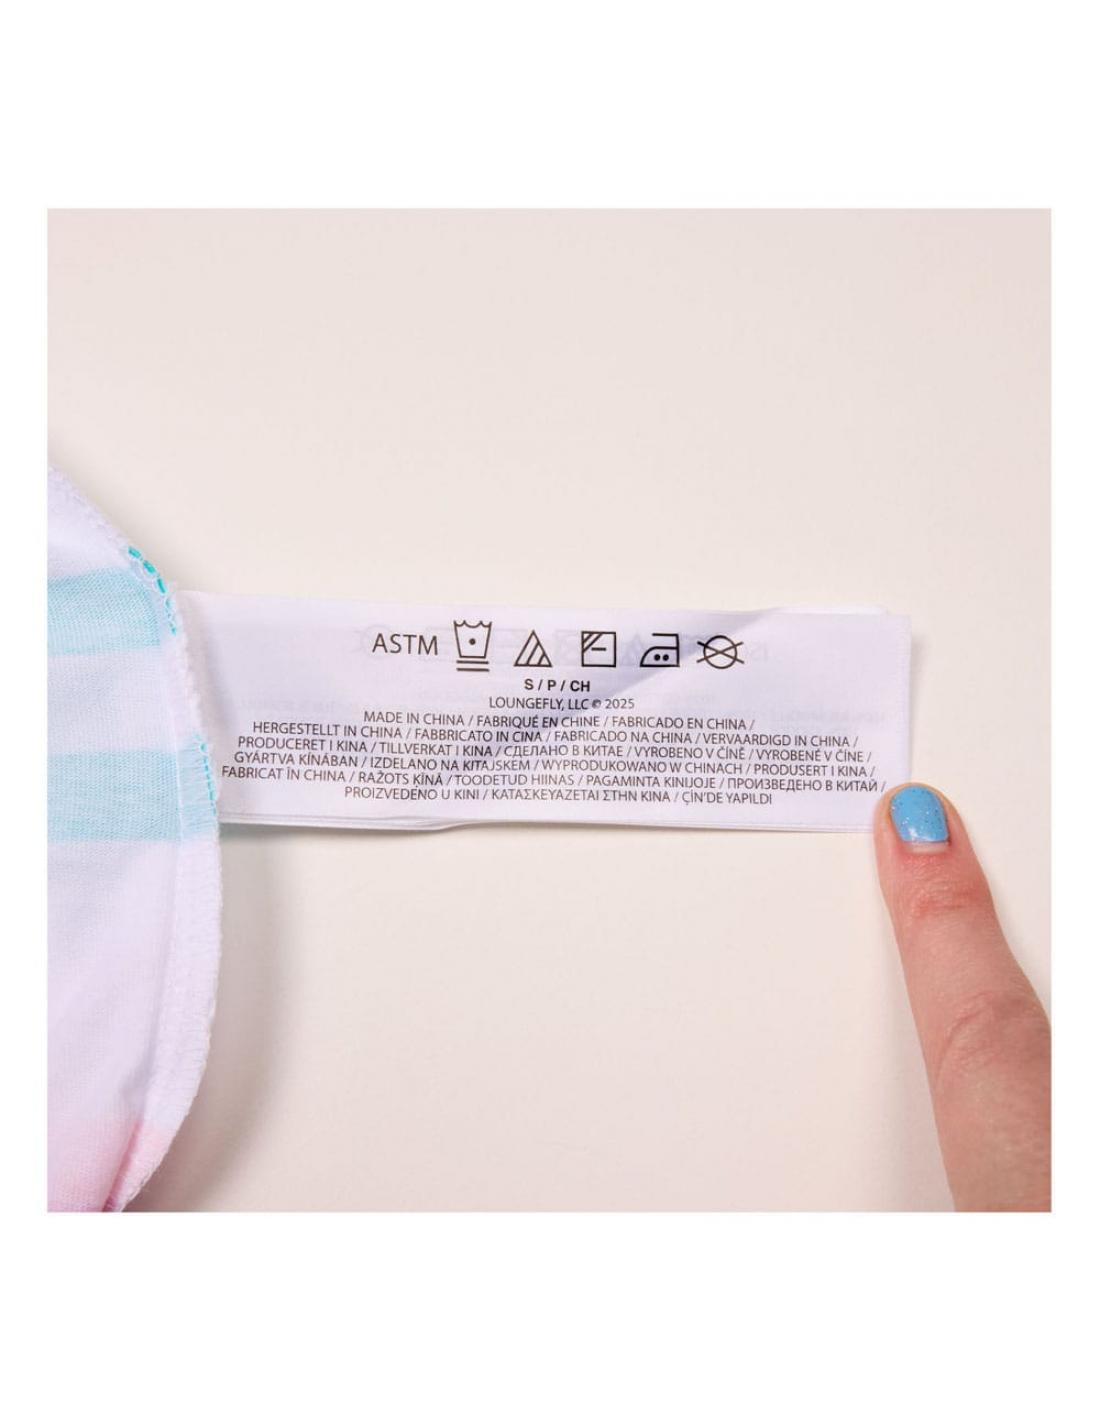 ASTM
S / P / CH
LOUNGEFLY, LLC © 2025
MADE IN CHINA / FABRIQUÉ EN CHINE / FABRICADO EN CHINA /
HERGESTELLT IN CHINA / FABBRICATO IN CINA / FABRICADO NA CHINA / VERVAARDIGD IN CHINA /
PRODUCERET I KINA / TILLVERKAT I KINA / СДЕЛАНО В КИТАЕ / VYROBENO V ČÍNĚ / VYROBENÉ V ČÍNE /
GYÁRTVA KÍNÁBAN / IZDELANO NA KITAJSKEM / WYPRODUKOWANO W CHINACH / PRODUSERT I KINA /
FABRICAT ÎN CHINA / RAŽOTS ĶĪNĀ / TOODETUD HIINAS / PAGAMINTA KINIJOJE / ПРОИЗВЕДЕНО В КИТАЙ /
PROIZVEDENO U KINI / ΚΑΤΑΣΚΕΥΑΖΕΤΑΙ ΣΤΗΝ ΚΙΝΑ / ÇİN'DE YAPILDI